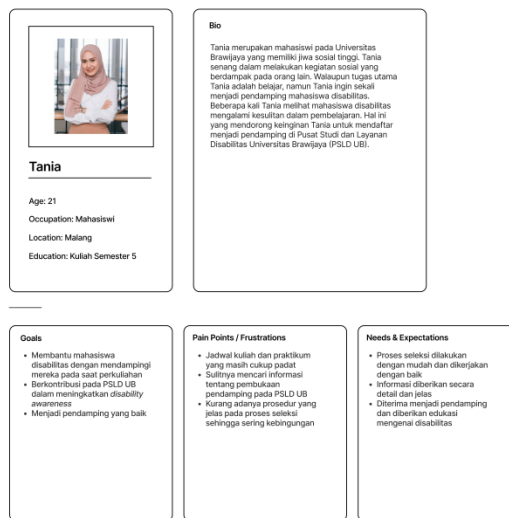 Tania
Age: 21
Occupation: Mahasiswi
Location: Malang
Education: Kuliah Semester 5
Bio
Tania merupakan mahasiswi pada Universitas
Brawijaya yang memiliki jiwa sosial tinggi. Tania
senang dalam melakukan kegiatan sosial yang
berdampak pada orang lain. Walaupun tugas utama
Tania adalah belajar, namun Tania ingin sekali
menjadi pendamping mahasiswa disabilitas.
Beberapa kali Tania melihat mahasiswa disabilitas
mengalami kesulitan dalam pembelajaran. Hal ini
yang mendorong keinginan Tania untuk mendaftar
menjadi pendamping di Pusat Studi dan Layanan
Disabilitas Universitas Brawijaya (PSLD UB).
Goals
• Membantu mahasiswa
disabilitas dengan mendampingi
mereka pada saat perkuliahan
• Berkontribusi pada PSLD UB
dalam meningkatkan disability
awareness
• Menjadi pendamping yang baik
Pain Points / Frustrations
• Jadwal kuliah dan praktikum
yang masih cukup padat
• Sulitnya mencari informasi
tentang pembukaan
pendamping pada PSLD UB
• Kurang adanya prosedur yang
jelas pada proses seleksi
sehingga sering kebingungan
Needs & Expectations
• Proses seleksi dilakukan
dengan mudah dan dikerjakan
dengan baik
• Informasi diberikan secara
detail dan jelas
• Diterima menjadi pendamping
dan diberikan edukasi
mengenai disabilitas